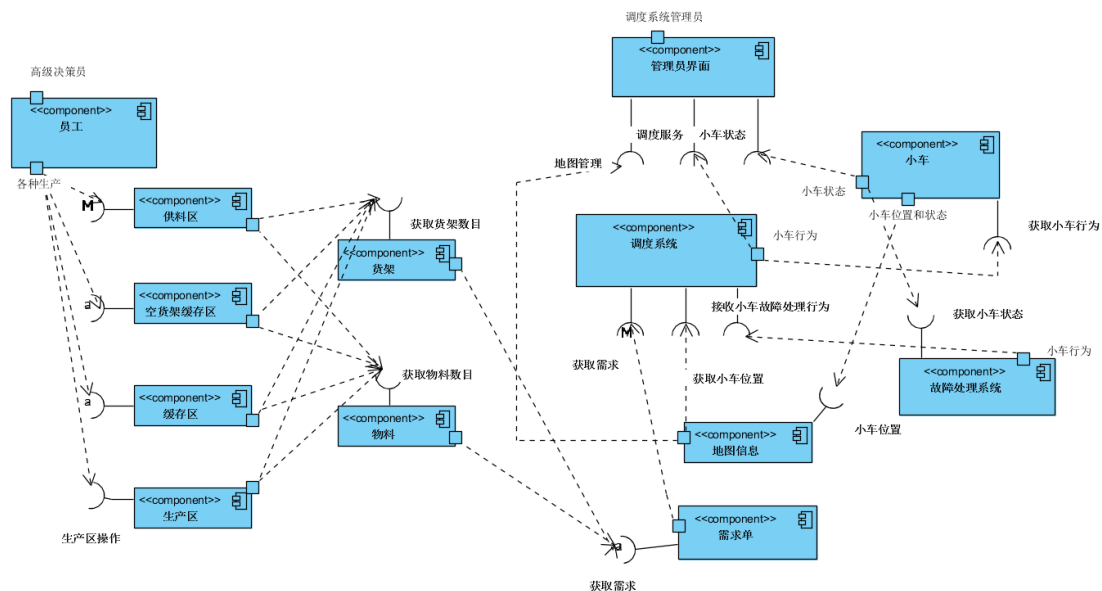 调度系统管理员
<<component>>
管理员界面
高级决策员
<<component>>
员工
调度服务
小车状态
地图管理
<<component>>
小车
各种生产
小车状态
小车位置和状态
M
<<component>>
供料区
获取货架数目
<<component>>
货架
<<component>>
调度系统
小车行为
获取小车行为
a
<<component>>
空货架缓存区
接收小车故障处理行为
获取小车状态
M
获取需求
获取小车位置
小车行为
<<component>>
故障处理系统
获取物料数目
a
<<component>>
缓存区
<<component>>
物料
小车位置
<<component>>
地图信息
<<component>>
生产区
生产区操作
<<component>>
需求单
a
获取需求